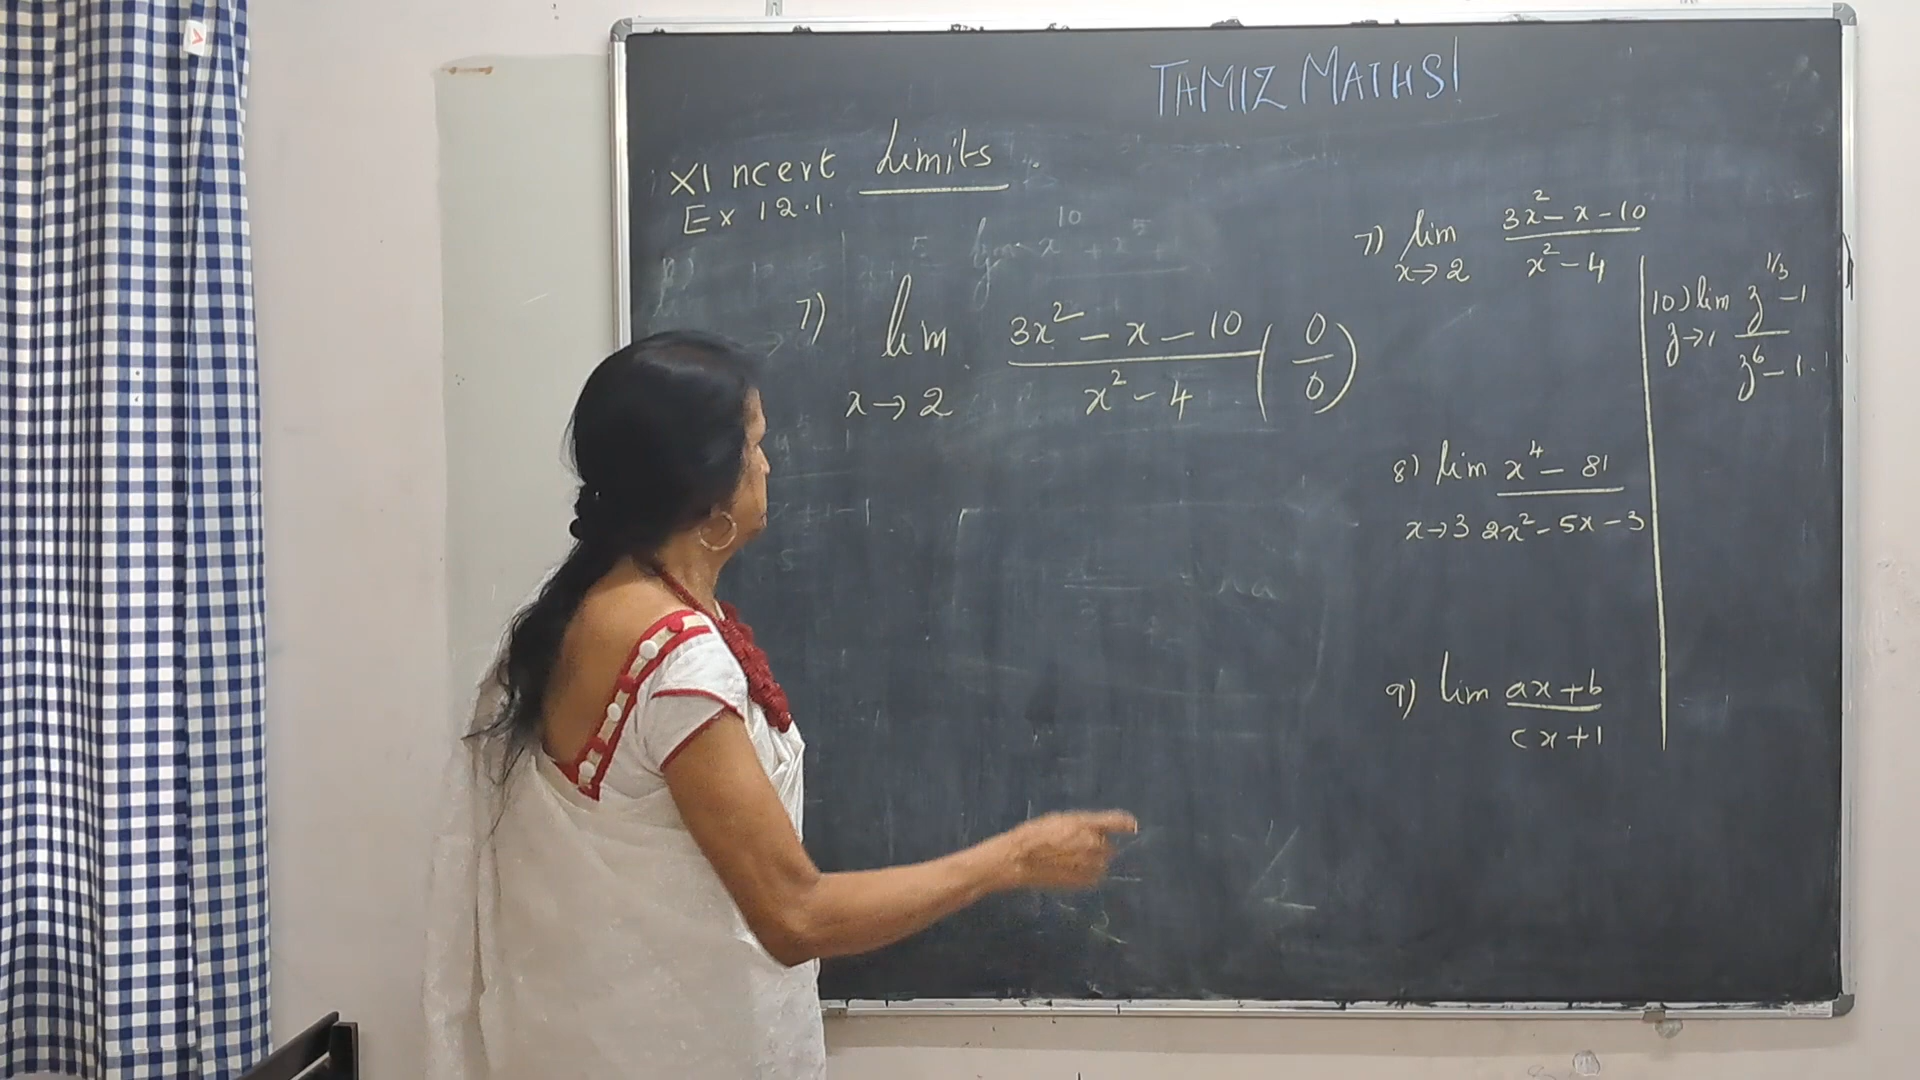 TAMIZ MATHS!
XI ncert Limits.
Ex 12.1.
7) lim x→2 (3x² - x - 10)/(x² - 4) (0/0)
7) lim x→2 (3x² - x - 10)/(x² - 4)
8) lim x→3 (x⁴ - 81)/(2x² - 5x - 3)
9) lim (ax + b)/(cx + 1)
10) lim z→1 (z^1/3 - 1)/(z⁶ - 1).